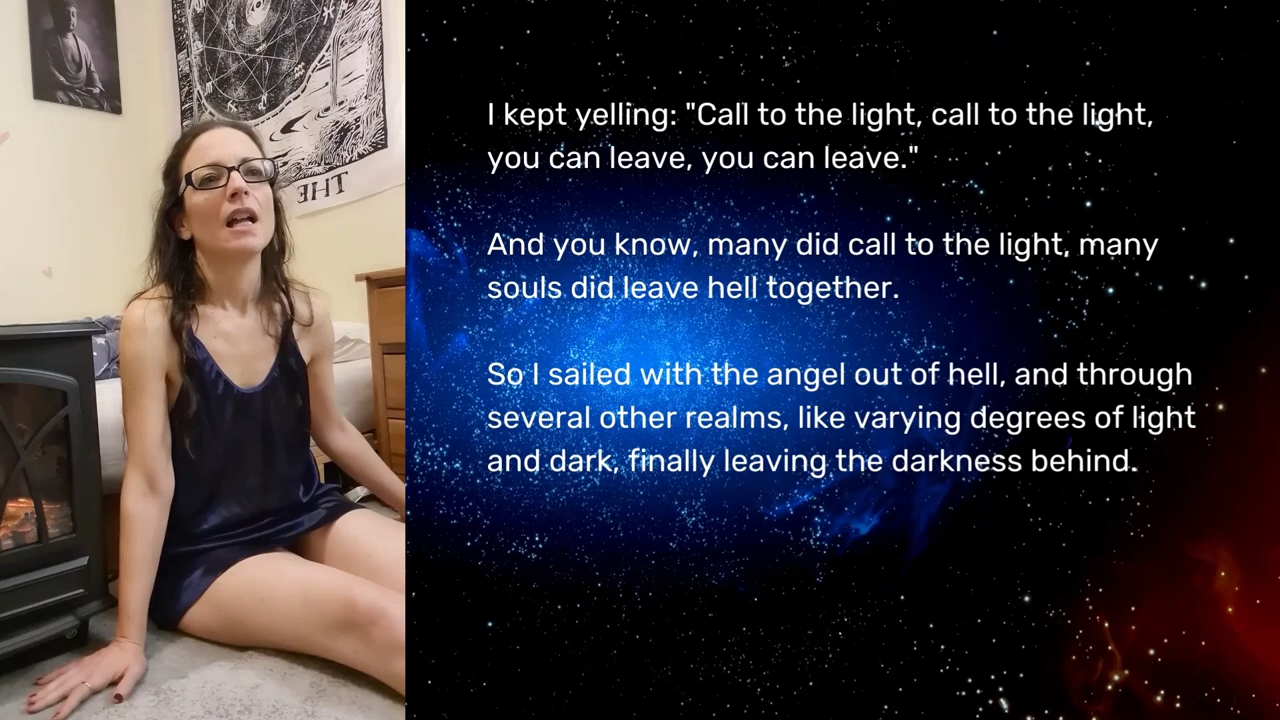 THE
I kept yelling: "Call to the light, call to the light,
you can leave, you can leave."
And you know, many did call to the light, many
souls did leave hell together.
So I sailed with the angel out of hell, and through
several other realms, like varying degrees of light
and dark, finally leaving the darkness behind.